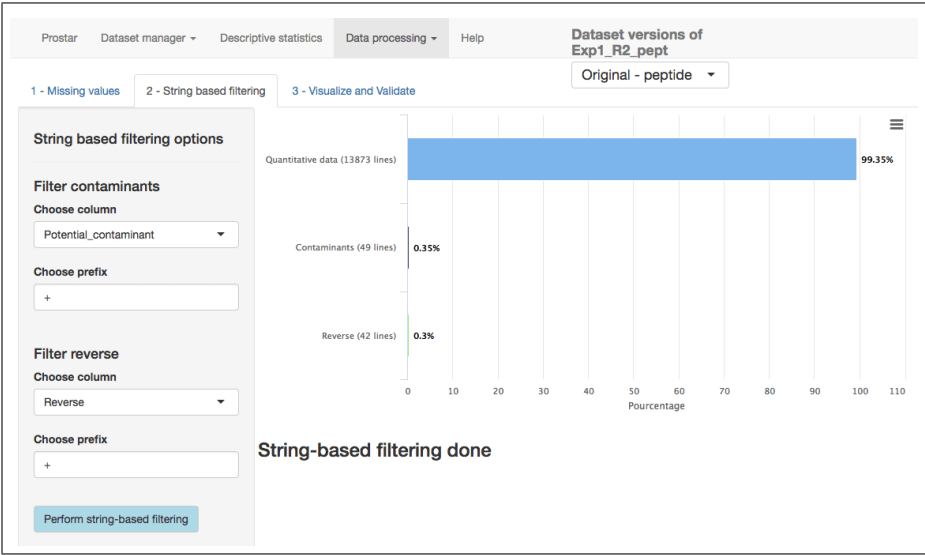 Prostar Dataset manager Descriptive statistics Data processing Help
Dataset versions of
Exp1_R2_pept
Original - peptide
1 - Missing values 2 - String based filtering 3 - Visualize and Validate
String based filtering options
Filter contaminants
Choose column
Potential_contaminant
Choose prefix
+
Filter reverse
Choose column
Reverse
Choose prefix
+
Perform string-based filtering
Quantitative data (13873 lines) 99.35%
Contaminants (49 lines) 0.35%
Reverse (42 lines) 0.3%
0 10 20 30 40 50 60 70 80 90 100 110
Pourcentage
String-based filtering done